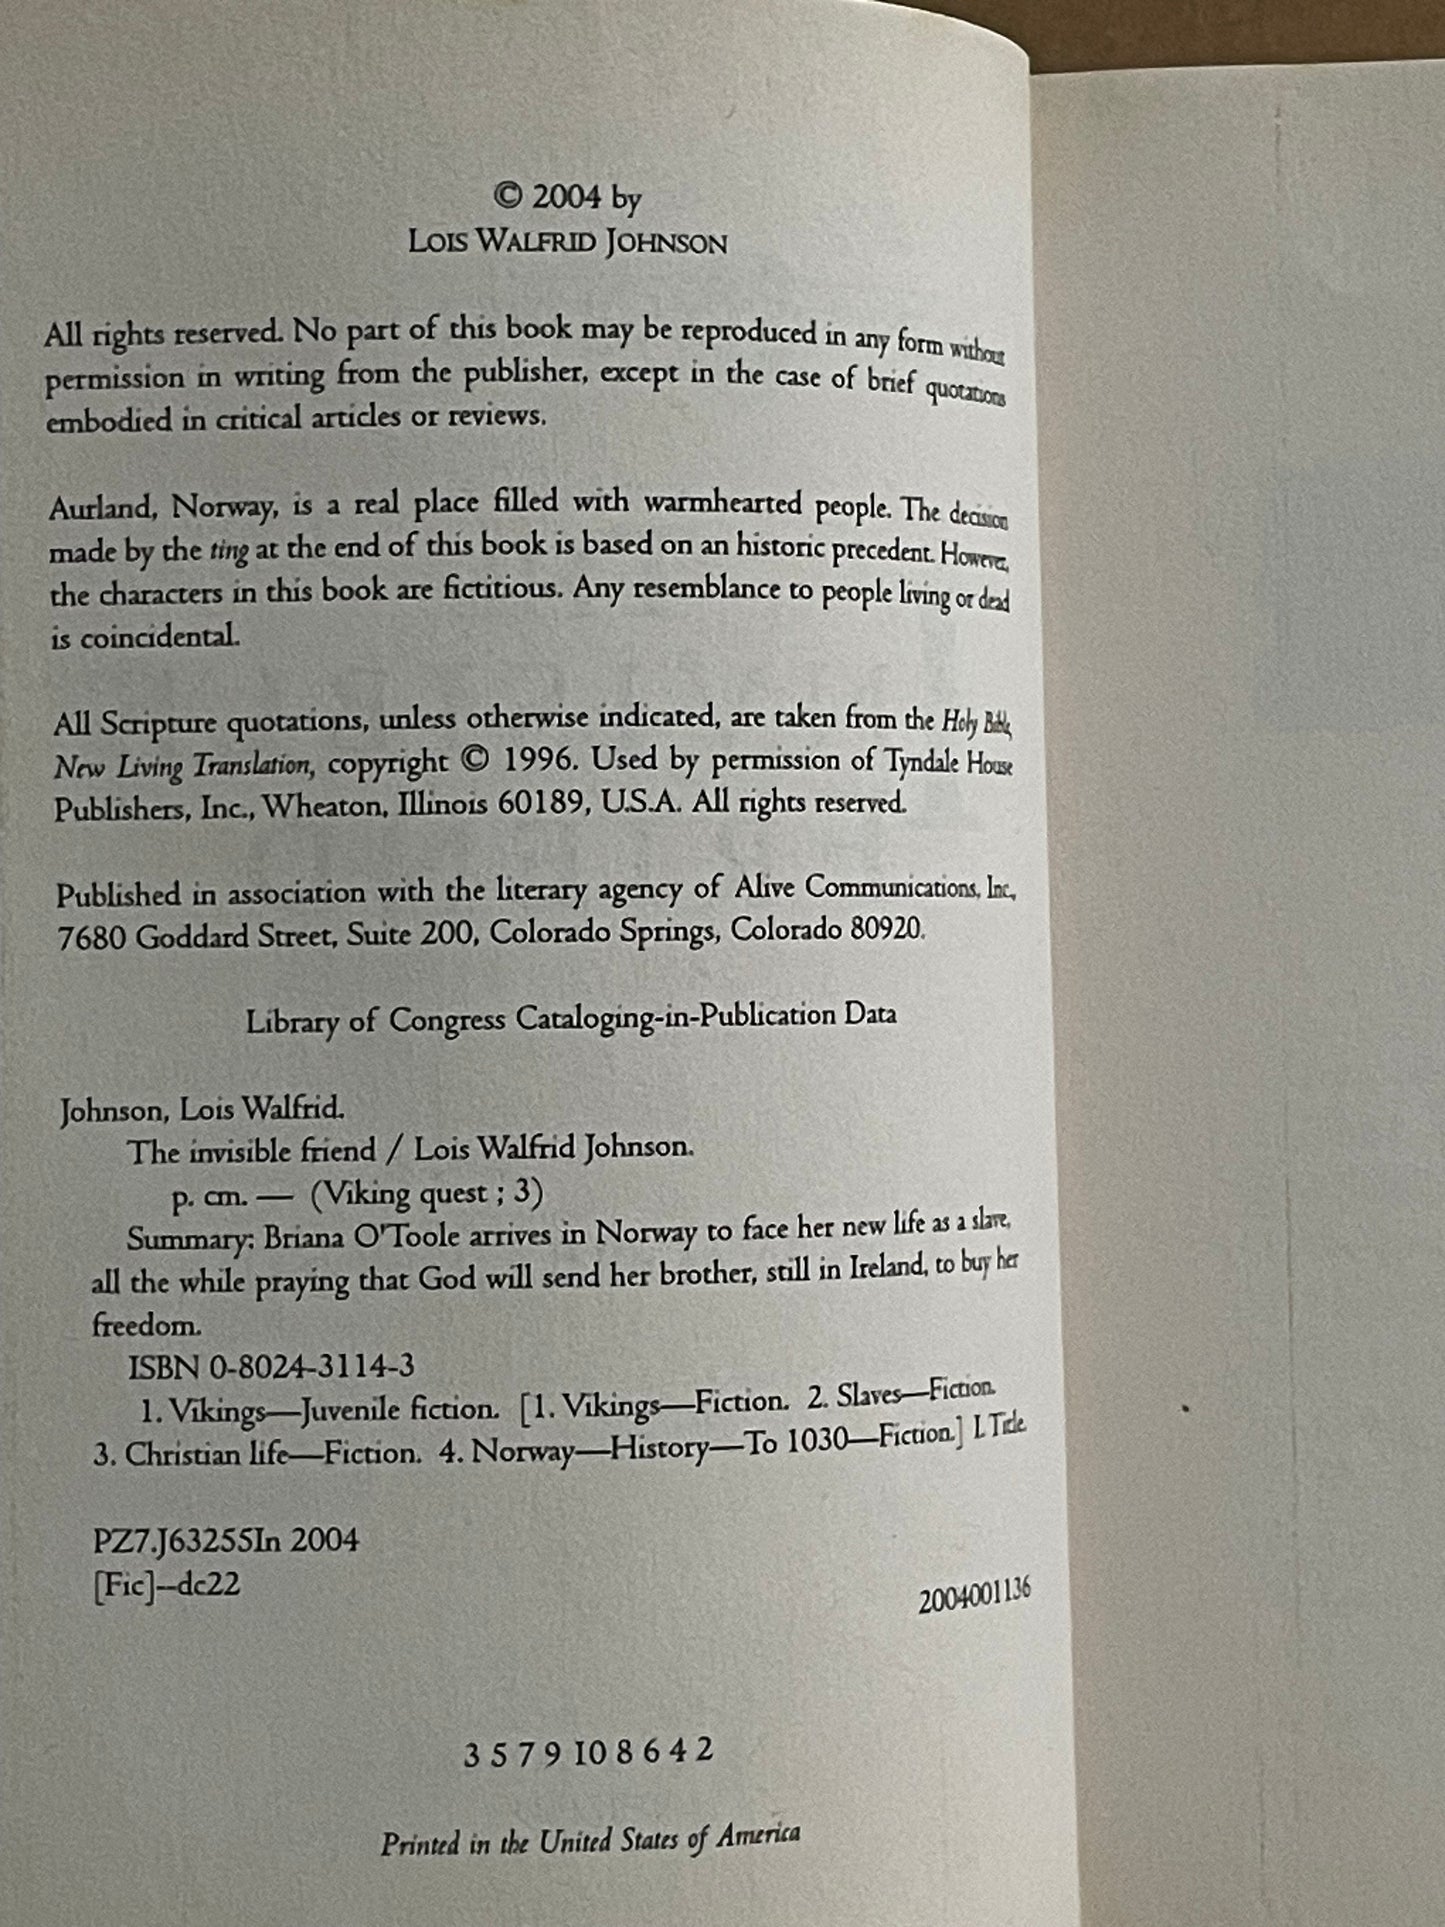 © 2004 by
LOIS WALFRID JOHNSON
All rights reserved. No part of this book may be reproduced in any form without
permission in writing from the publisher, except in the case of brief quotations
embodied in critical articles or reviews.
Aurland, Norway, is a real place filled with warmhearted people. The decision
made by the ting at the end of this book is based on an historic precedent. However,
the characters in this book are fictitious. Any resemblance to people living or dead
is coincidental.
All Scripture quotations, unless otherwise indicated, are taken from the Holy Bible,
New Living Translation, copyright © 1996. Used by permission of Tyndale House
Publishers, Inc., Wheaton, Illinois 60189, U.S.A. All rights reserved.
Published in association with the literary agency of Alive Communications, Inc.,
7680 Goddard Street, Suite 200, Colorado Springs, Colorado 80920.
Library of Congress Cataloging-in-Publication Data
Johnson, Lois Walfrid.
The invisible friend / Lois Walfrid Johnson.
p. cm. — (Viking quest ; 3)
Summary: Briana O'Toole arrives in Norway to face her new life as a slave,
all the while praying that God will send her brother, still in Ireland, to buy her
freedom.
ISBN 0-8024-3114-3
1. Vikings—Juvenile fiction. [1. Vikings—Fiction. 2. Slaves—Fiction.
3. Christian life—Fiction. 4. Norway—History—To 1030—Fiction.] I. Title.
PZ7.J63255In 2004
[Fic]--dc22
2004001136
3 5 7 9 10 8 6 4 2
Printed in the United States of America